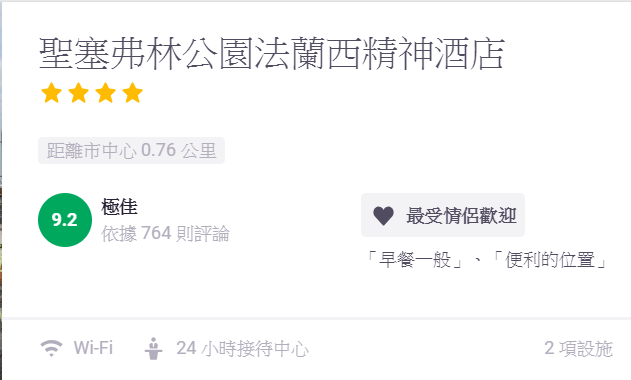 聖塞弗林公園法蘭西精神酒店
距離市中心 0.76 公里
9.2
極佳
依據 764 則評論
最受情侶歡迎
「早餐一般」、「便利的位置」
Wi-Fi
24 小時接待中心
2 項設施